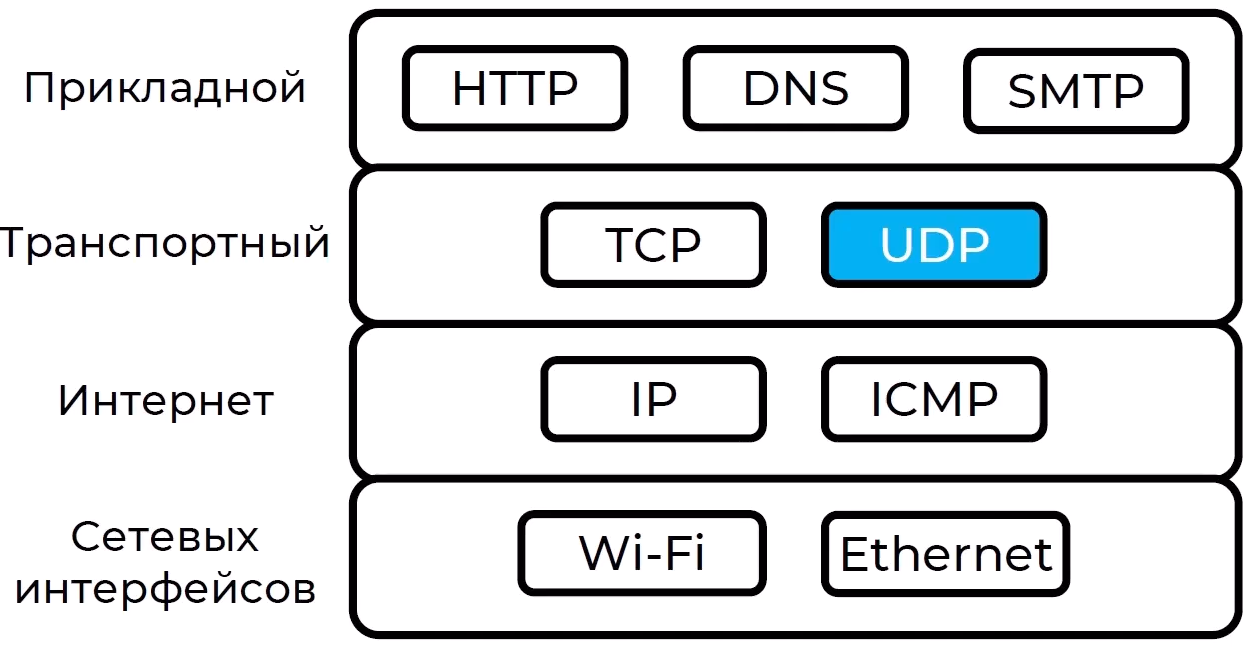 Прикладной
HTTP
DNS
SMTP
Транспортный
TCP
UDP
Интернет
IP
ICMP
Сетевых
интерфейсов
Wi-Fi
Ethernet